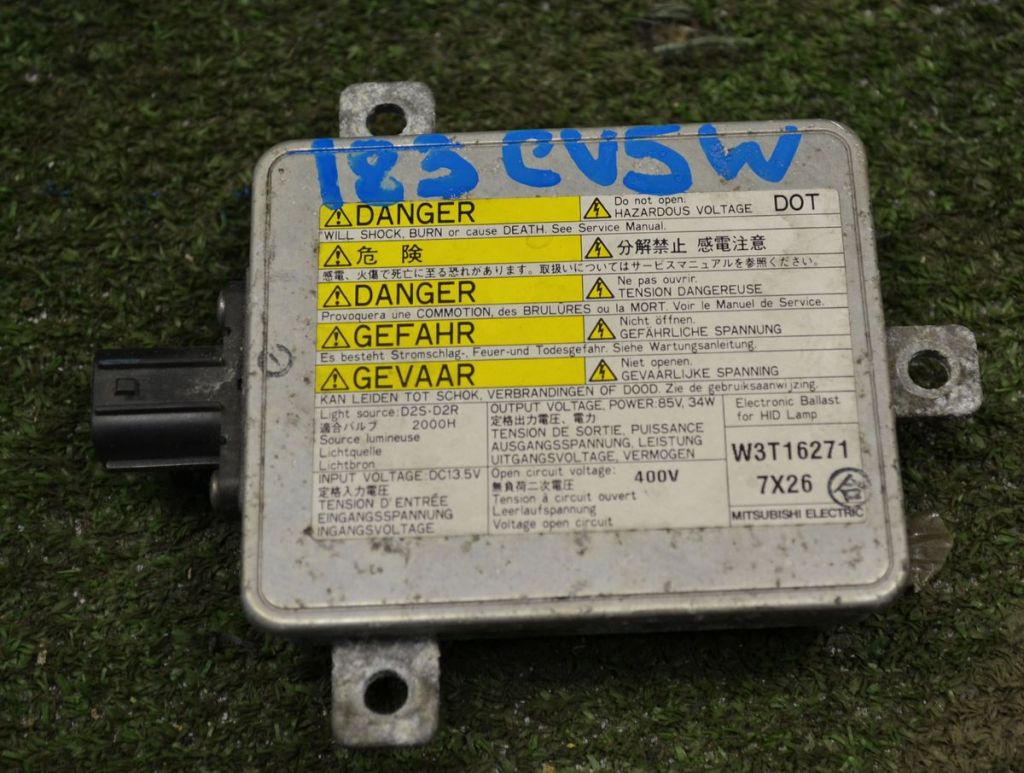 183 CV5W
DANGER Do not open.
HAZARDOUS VOLTAGE DOT
WILL SHOCK, BURN or cause DEATH. See Service Manual.
危 険 分解禁止 感電注意
感電、火傷で死亡に至る恐れがあります。取扱いについてはサービスマニュアルを参照ください。
DANGER Ne pas ouvrir.
TENSION DANGEREUSE
Provoquera une COMMOTION, des BRULÛRES ou la MORT. Voir le Manuel de Service.
GEFAHR Nicht öffnen.
GEFÄHRLICHE SPANNUNG
Es besteht Stromschlag-, Feuer-und Todesgefahr. Siehe Wartungsanleitung.
GEVAAR Niet openen.
GEVAARLIJKE SPANNING
KAN LEIDEN TOT SCHOK, VERBRANDINGEN OF DOOD. Zie de gebruiksaanwijzing.
Light source:D2S·D2R
適合バルブ 2000H
Source lumineuse
Lichtquelle
Lichtbron
INPUT VOLTAGE:DC13.5V
定格入力電圧
TENSION D'ENTRÉE
EINGANGSSPANNUNG
INGANGSVOLTAGE
OUTPUT VOLTAGE, POWER:85V, 34W
定格出力電圧、電力
TENSION DE SORTIE, PUISSANCE
AUSGANGSSPANNUNG, LEISTUNG
UITGANGSVOLTAGE, VERMOGEN
Open circuit voltage: 400V
無負荷二次電圧
Tension à circuit ouvert
Leerlaufspannung
Voltage open circuit
Electronic Ballast
for HID Lamp
W3T16271
7X26 合
MITSUBISHI ELECTRIC